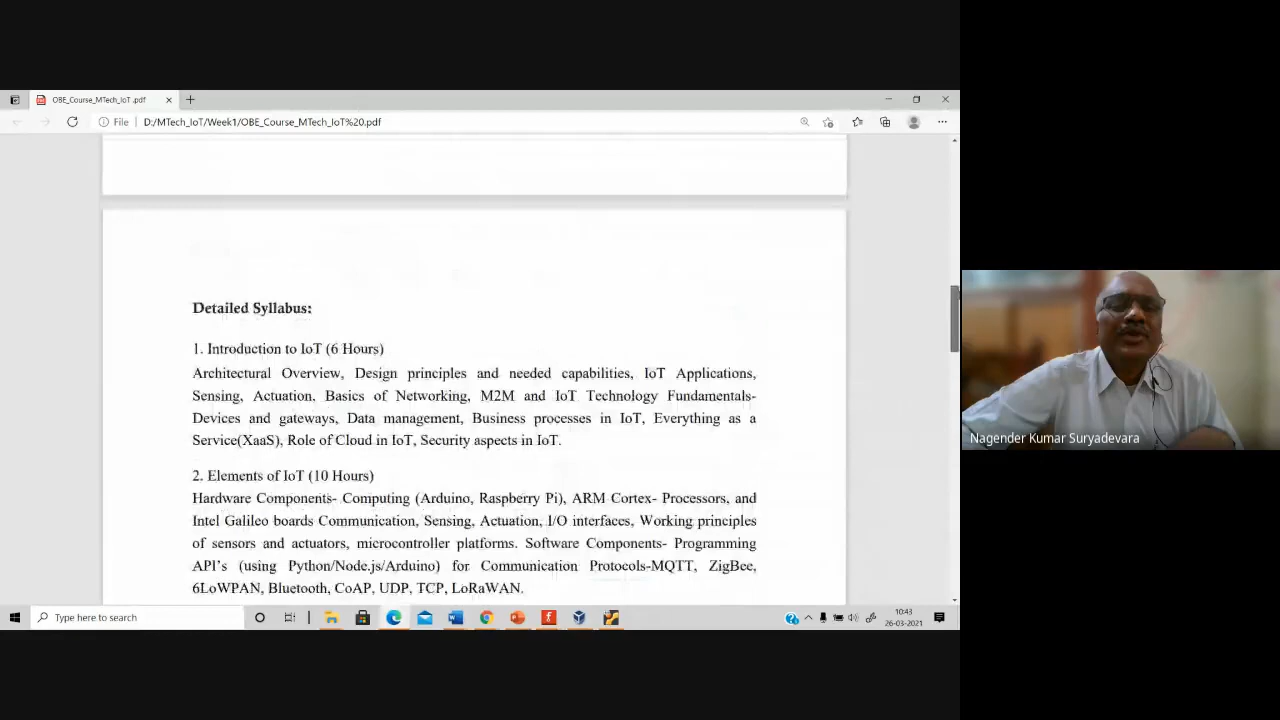 OBE_Course_MTech_IoT .pdf
File
D:/MTech_IoT/Week1/OBE_Course_MTech_IoT%20.pdf
Detailed Syllabus:
1. Introduction to IoT (6 Hours)
Architectural Overview, Design principles and needed capabilities, IoT Applications,
Sensing, Actuation, Basics of Networking, M2M and IoT Technology Fundamentals-
Devices and gateways, Data management, Business processes in IoT, Everything as a
Service(XaaS), Role of Cloud in IoT, Security aspects in IoT.
2. Elements of IoT (10 Hours)
Hardware Components- Computing (Arduino, Raspberry Pi), ARM Cortex- Processors, and
Intel Galileo boards Communication, Sensing, Actuation, I/O interfaces, Working principles
of sensors and actuators, microcontroller platforms. Software Components- Programming
API's (using Python/Node.js/Arduino) for Communication Protocols-MQTT, ZigBee,
6LoWPAN, Bluetooth, CoAP, UDP, TCP, LoRaWAN.
Nagender Kumar Suryadevara
Type here to search
10:43
26-03-2021